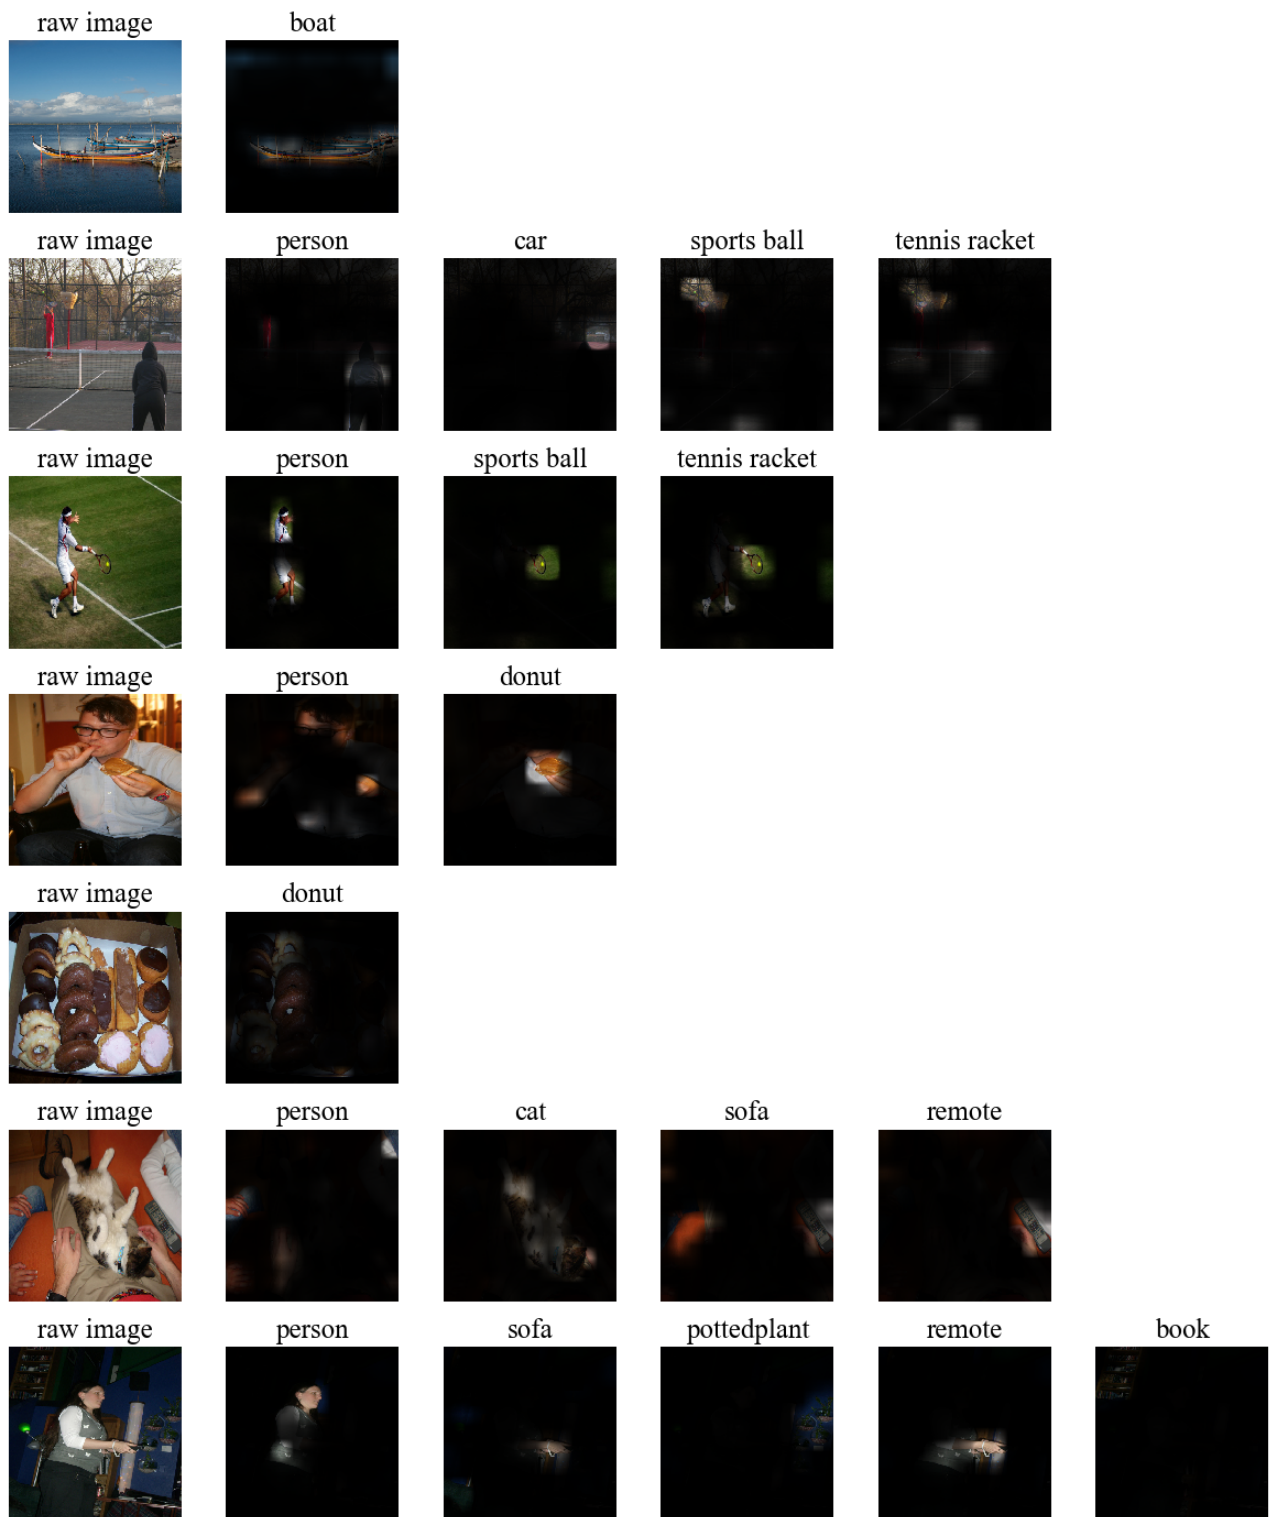 raw image boat
raw image person car sports ball tennis racket
raw image person sports ball tennis racket
raw image person donut
raw image donut
raw image person cat sofa remote
raw image person sofa pottedplant remote book